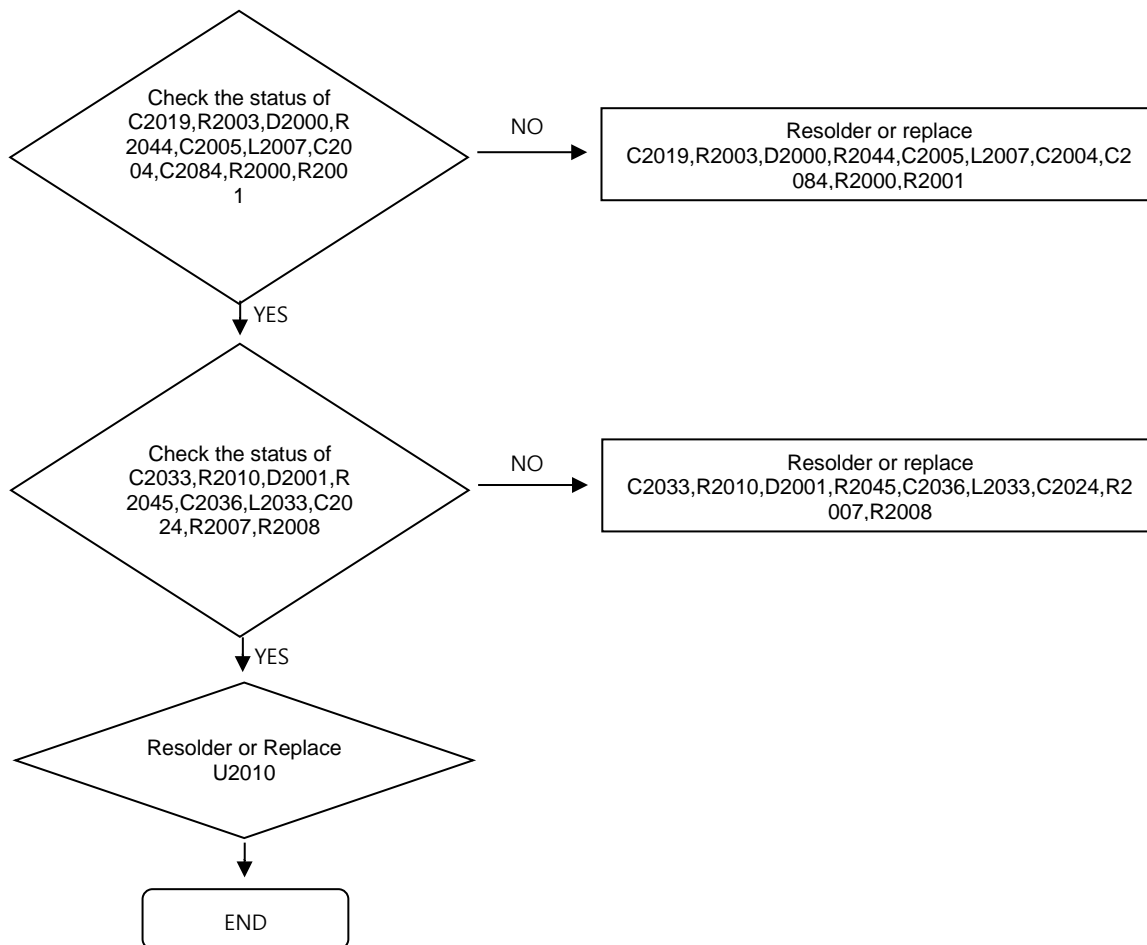 Check the status of
C2019,R2003,D2000,R
2044,C2005,L2007,C20
04,C2084,R2000,R200
1
NO
Resolder or replace
C2019,R2003,D2000,R2044,C2005,L2007,C2004,C2
084,R2000,R2001
YES
Check the status of
C2033,R2010,D2001,R
2045,C2036,L2033,C20
24,R2007,R2008
NO
Resolder or replace
C2033,R2010,D2001,R2045,C2036,L2033,C2024,R2
007,R2008
YES
Resolder or Replace
U2010
END